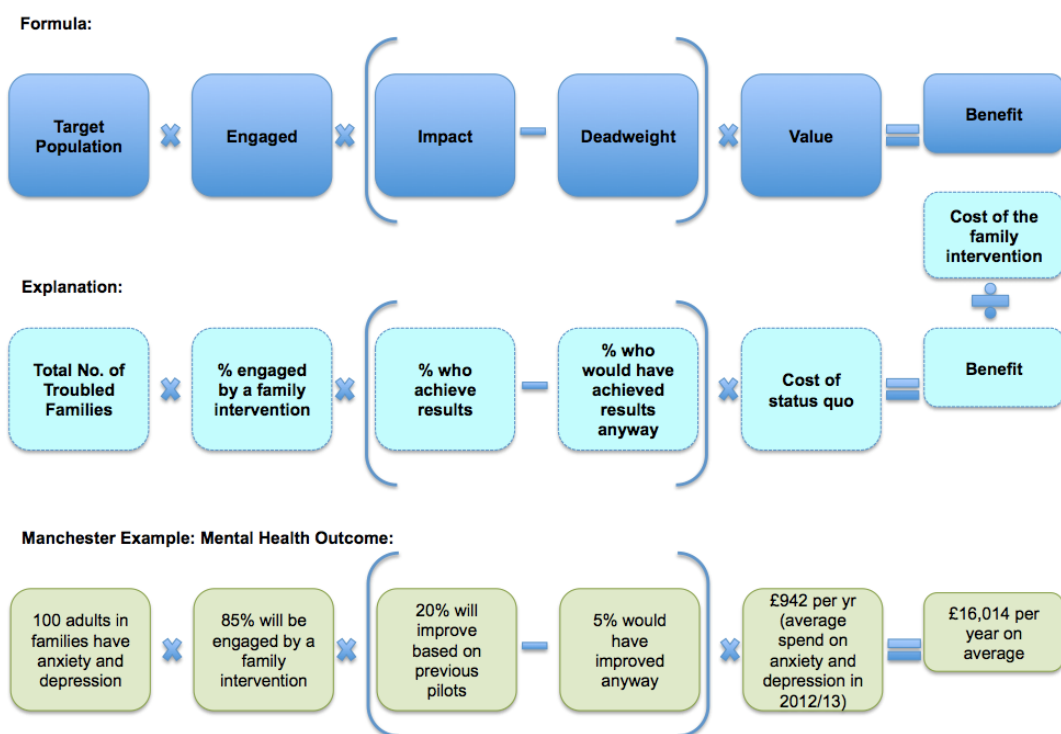 Formula:
Target
Population
Engaged
Impact
Deadweight
Value
Benefit
Cost of the
family
intervention
Explanation:
Total No. of
Troubled
Families
% engaged
by a family
intervention
% who
achieve
results
% who
would have
achieved
results
anyway
Cost of
status quo
Benefit
Manchester Example: Mental Health Outcome:
100 adults in
families have
anxiety and
depression
85% will be
engaged by a
family
intervention
20% will
improve
based on
previous
pilots
5% would
have
improved
anyway
£942 per yr
(average
spend on
anxiety and
depression in
2012/13)
£16,014 per
year on
average